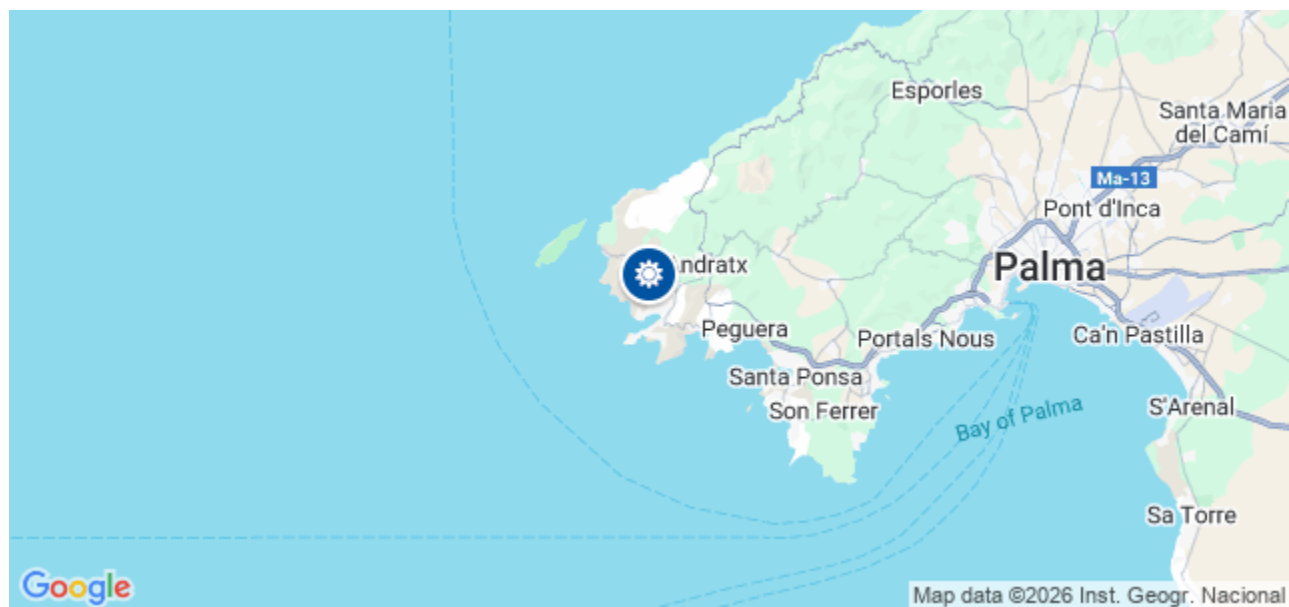 Esporles
Santa Maria
del Camí
Ma-13
Pont d'Inca
Andratx
Palma
Peguera
Portals Nous
Ca'n Pastilla
Santa Ponsa
Son Ferrer
S'Arenal
Bay of Palma
Sa Torre
Google
Map data ©2026 Inst. Geogr. Nacional